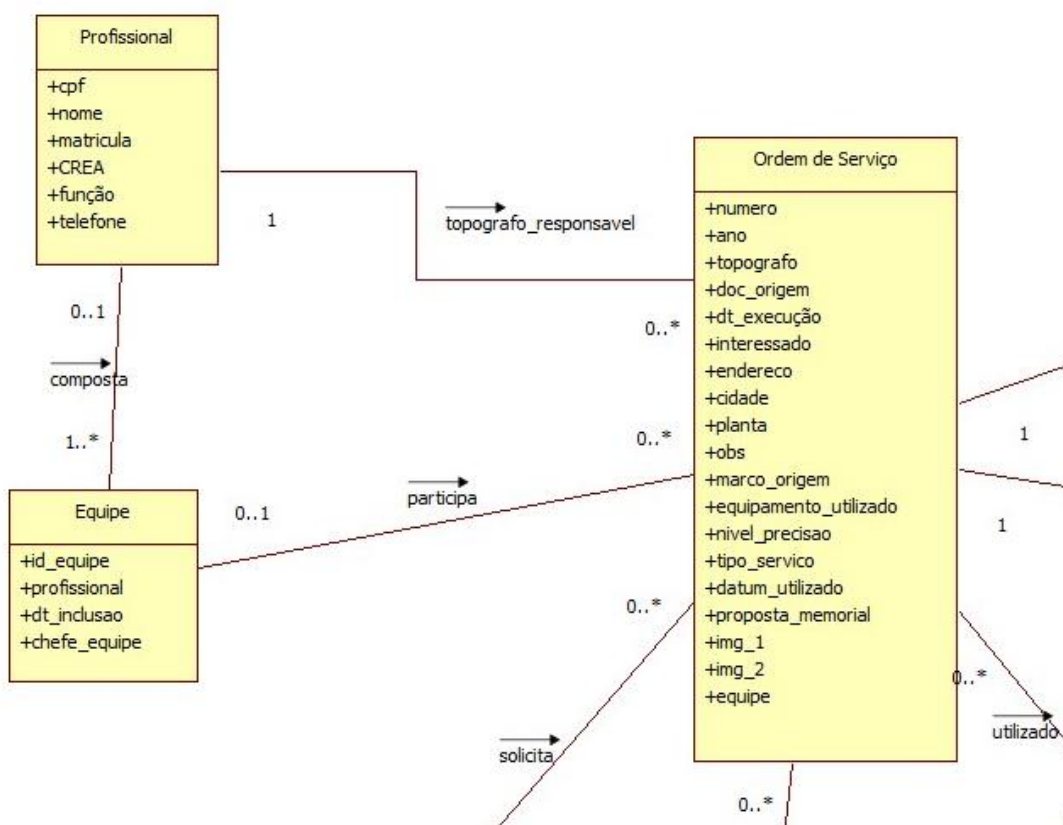 Profissional
+cpf
+nome
+matricula
+CREA
+função
+telefone
1
topografo_responsavel
0..*
0..1
composta
1..*
Equipe
+id_equipe
+profissional
+dt_inclusao
+chefe_equipe
0..1
participa
0..*
Ordem de Serviço
+numero
+ano
+topografo
+doc_origem
+dt_execução
+interessado
+endereco
+cidade
+planta
+obs
+marco_origem
+equipamento_utilizado
+nivel_precisao
+tipo_servico
+datum_utilizado
+proposta_memorial
+img_1
+img_2
+equipe
1
1
0..*
solicita
0..*
utilizado
0..*